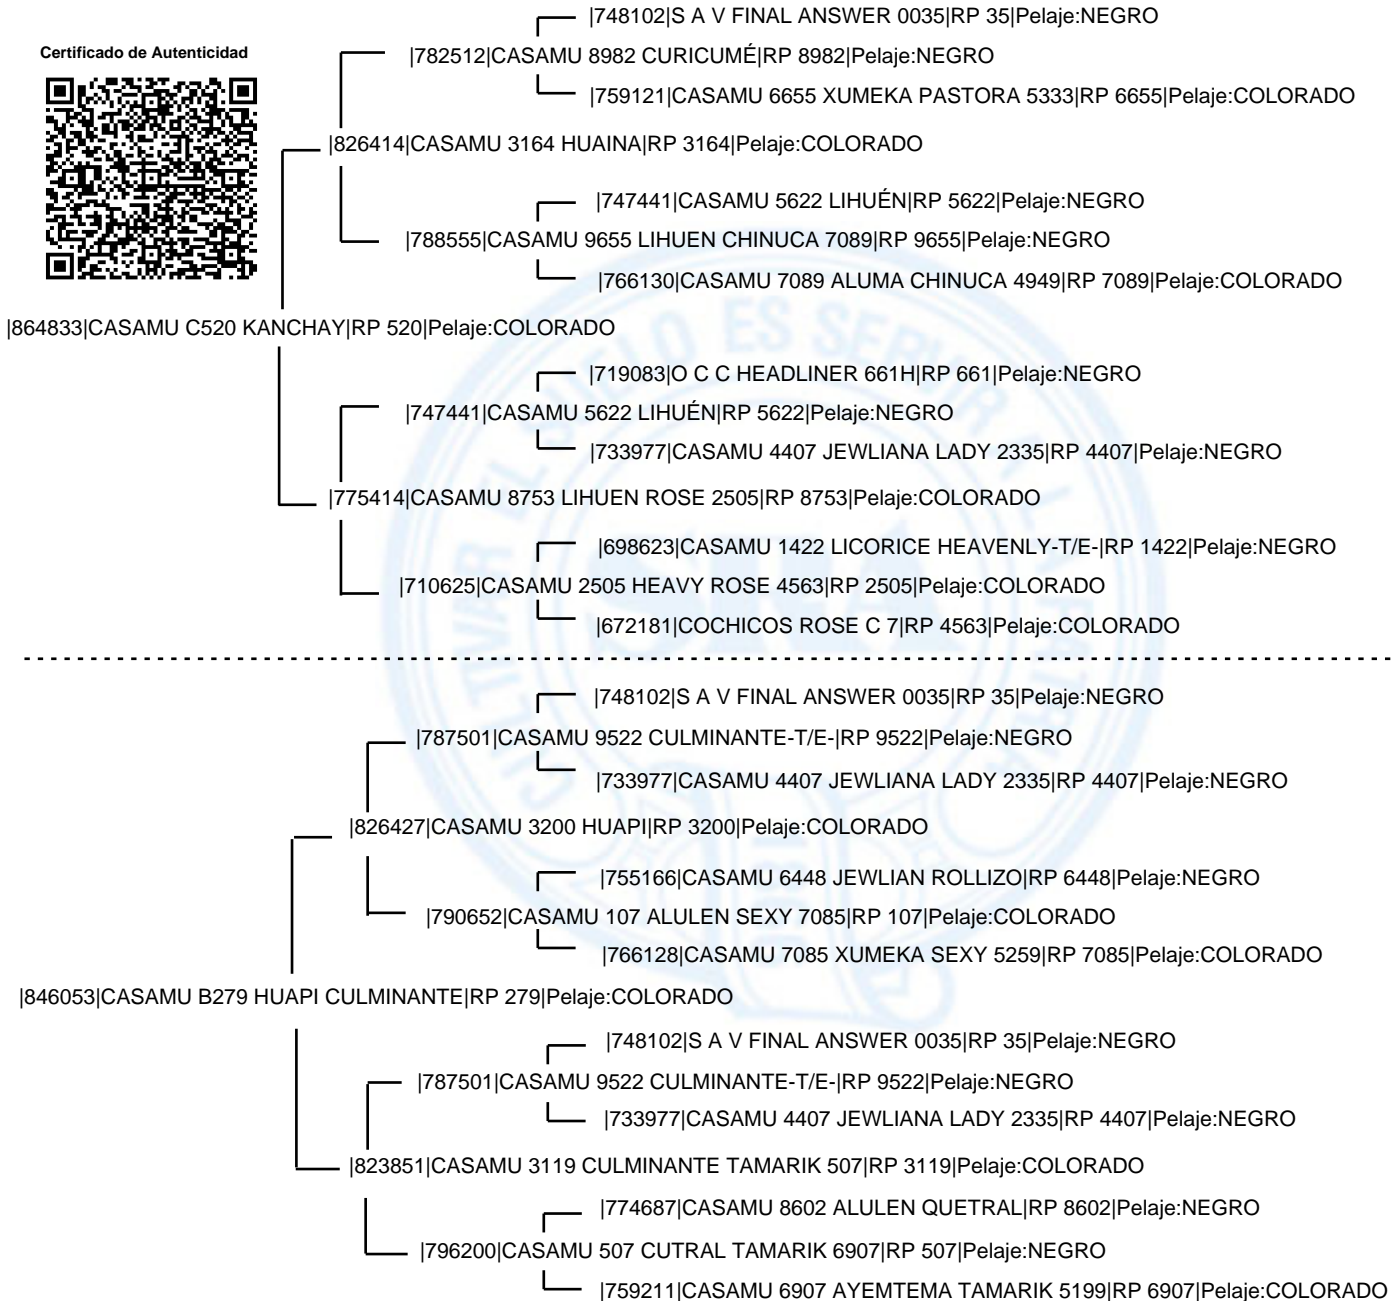 |748102|S A V FINAL ANSWER 0035|RP 35|Pelaje:NEGRO
Certificado de Autenticidad
|782512|CASAMU 8982 CURICUMÉ|RP 8982|Pelaje:NEGRO
|759121|CASAMU 6655 XUMEKA PASTORA 5333|RP 6655|Pelaje:COLORADO
|826414|CASAMU 3164 HUAINA|RP 3164|Pelaje:COLORADO
|747441|CASAMU 5622 LIHUÉN|RP 5622|Pelaje:NEGRO
|788555|CASAMU 9655 LIHUEN CHINUCA 7089|RP 9655|Pelaje:NEGRO
|766130|CASAMU 7089 ALUMA CHINUCA 4949|RP 7089|Pelaje:COLORADO
|864833|CASAMU C520 KANCHAY|RP 520|Pelaje:COLORADO
|719083|O C C HEADLINER 661H|RP 661|Pelaje:NEGRO
|747441|CASAMU 5622 LIHUÉN|RP 5622|Pelaje:NEGRO
|733977|CASAMU 4407 JEWLIANA LADY 2335|RP 4407|Pelaje:NEGRO
|775414|CASAMU 8753 LIHUEN ROSE 2505|RP 8753|Pelaje:COLORADO
|698623|CASAMU 1422 LICORICE HEAVENLY-T/E-|RP 1422|Pelaje:NEGRO
|710625|CASAMU 2505 HEAVY ROSE 4563|RP 2505|Pelaje:COLORADO
|672181|COCHICOS ROSE C 7|RP 4563|Pelaje:COLORADO
|748102|S A V FINAL ANSWER 0035|RP 35|Pelaje:NEGRO
|787501|CASAMU 9522 CULMINANTE-T/E-|RP 9522|Pelaje:NEGRO
|733977|CASAMU 4407 JEWLIANA LADY 2335|RP 4407|Pelaje:NEGRO
|826427|CASAMU 3200 HUAPI|RP 3200|Pelaje:COLORADO
|755166|CASAMU 6448 JEWLIAN ROLLIZO|RP 6448|Pelaje:NEGRO
|790652|CASAMU 107 ALULEN SEXY 7085|RP 107|Pelaje:COLORADO
|766128|CASAMU 7085 XUMEKA SEXY 5259|RP 7085|Pelaje:COLORADO
|846053|CASAMU B279 HUAPI CULMINANTE|RP 279|Pelaje:COLORADO
|748102|S A V FINAL ANSWER 0035|RP 35|Pelaje:NEGRO
|787501|CASAMU 9522 CULMINANTE-T/E-|RP 9522|Pelaje:NEGRO
|733977|CASAMU 4407 JEWLIANA LADY 2335|RP 4407|Pelaje:NEGRO
|823851|CASAMU 3119 CULMINANTE TAMARIK 507|RP 3119|Pelaje:COLORADO
|774687|CASAMU 8602 ALULEN QUETRAL|RP 8602|Pelaje:NEGRO
|796200|CASAMU 507 CUTRAL TAMARIK 6907|RP 507|Pelaje:NEGRO
|759211|CASAMU 6907 AYEMTEMA TAMARIK 5199|RP 6907|Pelaje:COLORADO
CULTIVAR EL SUELO ES SERVIR A LA PATRIA
SRA